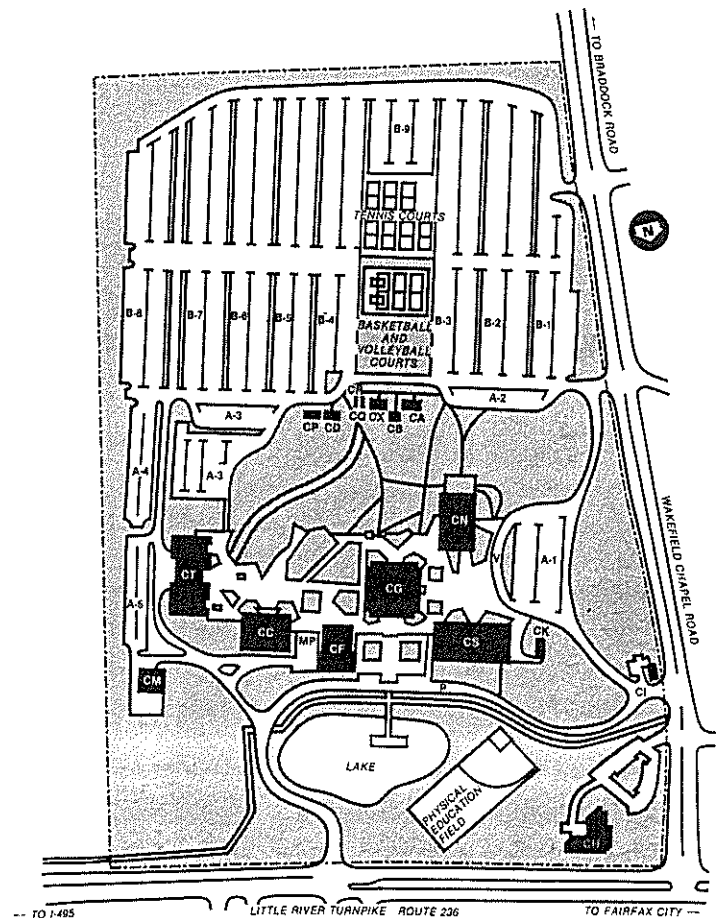 -- TO BRADDOCK ROAD
B-9
TENNIS COURTS
N
B-8
B-7
B-6
B-5
B-4
BASKETBALL
AND
VOLLEYBALL
COURTS
B-3
B-2
B-1
A-3
CP
CD
CQ
CX
CB
CA
A-2
A-4
A-3
CN
V
A-1
WAKEFIELD CHAPEL ROAD
CT
CG
A-5
CC
MP
CF
CS
CK
CM
P
CI
LAKE
PHYSICAL
EDUCATION
FIELD
-- TO I-495
LITTLE RIVER TURNPIKE ROUTE 236
TO FAIRFAX CITY --